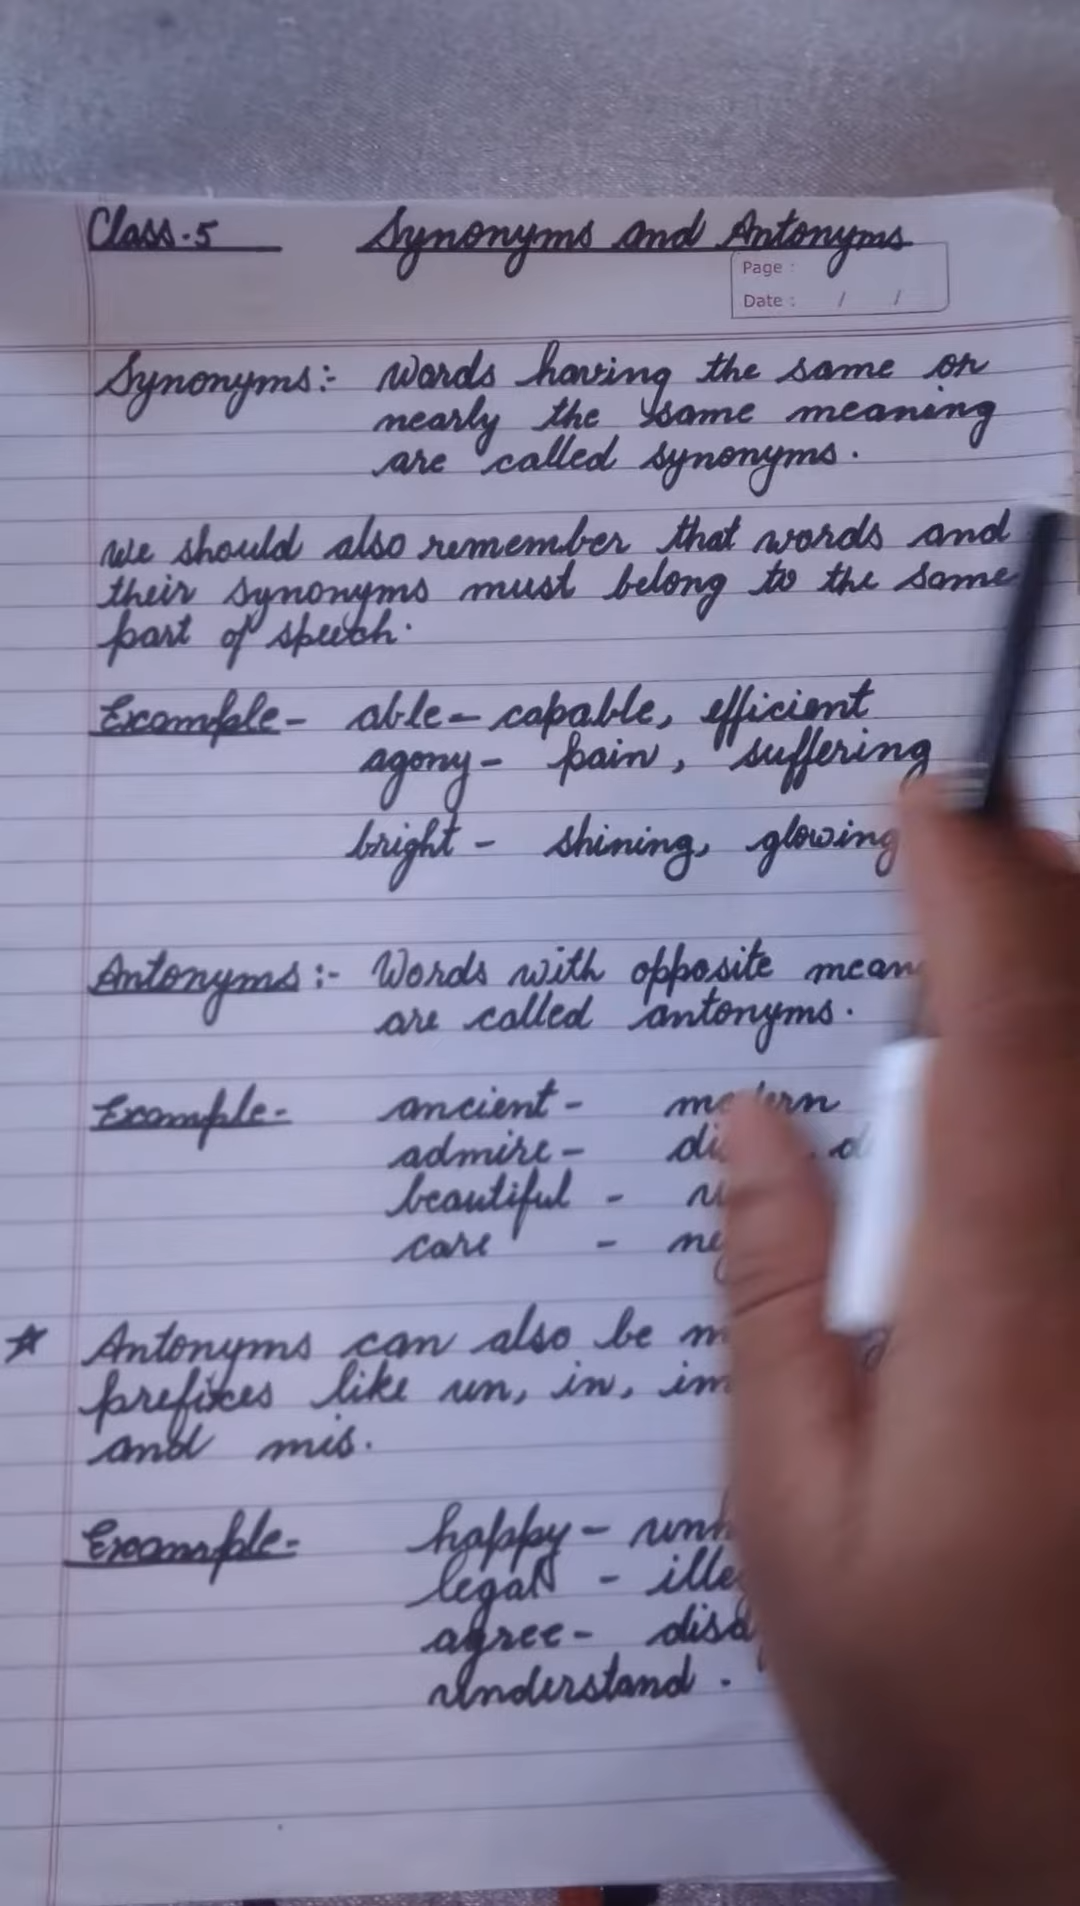 Class.5 Synonyms and Antonyms
Page :
Date : / /
Synonyms:- words having the same or
nearly the same meaning
are called synonyms.
we should also remember that words and
their synonyms must belong to the same
part of speech.
Example- able- capable, efficient
agony- pain, suffering
bright- shining, glowing
Antonyms:- Words with opposite
are called antonyms.
Example- ancient- modern
admire-
beautiful -
care -
Antonyms can also be
prefixes like un, in, im
and mis.
Example- happy-
legal -
agree-
understand -